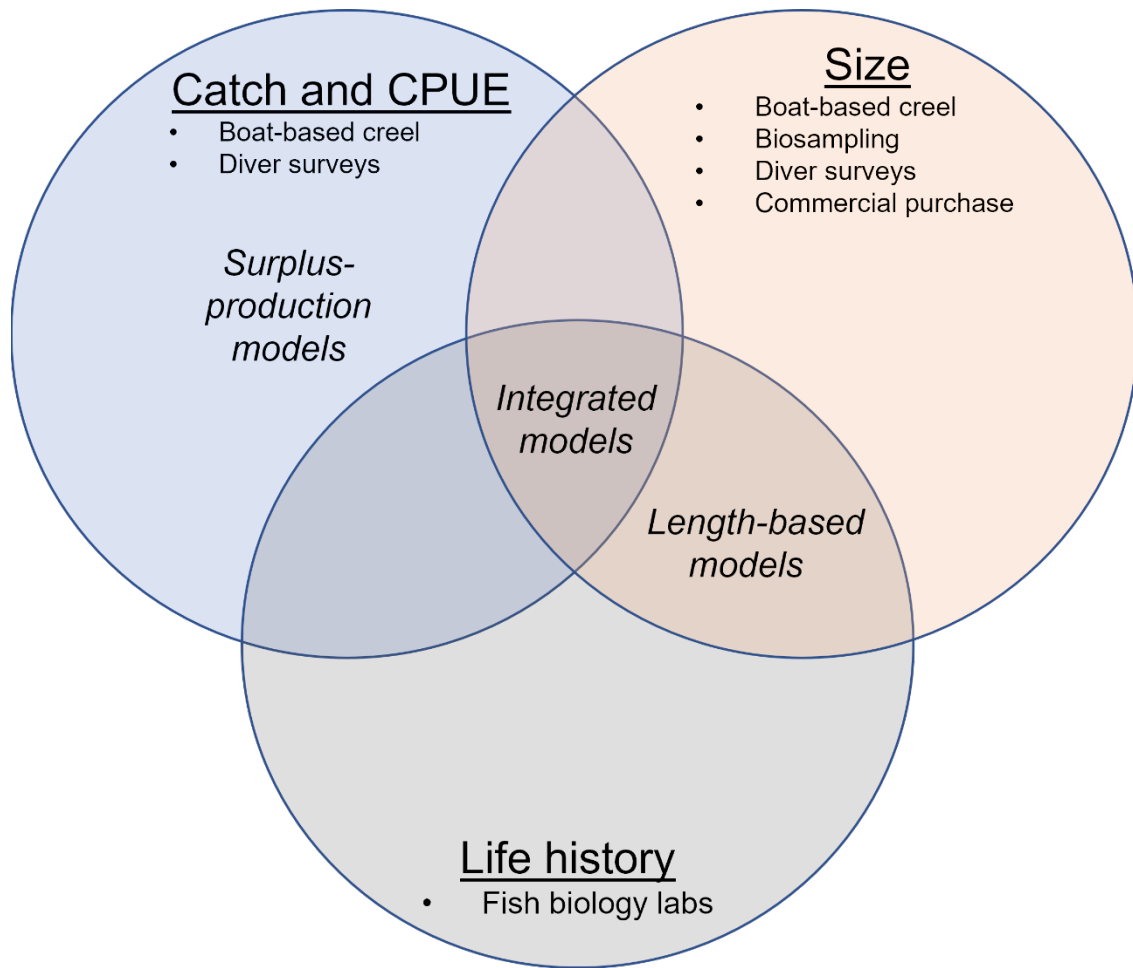 Catch and CPUE
• Boat-based creel
• Diver surveys
Surplus-
production
models
Size
• Boat-based creel
• Biosampling
• Diver surveys
• Commercial purchase
Integrated
models
Length-based
models
Life history
• Fish biology labs